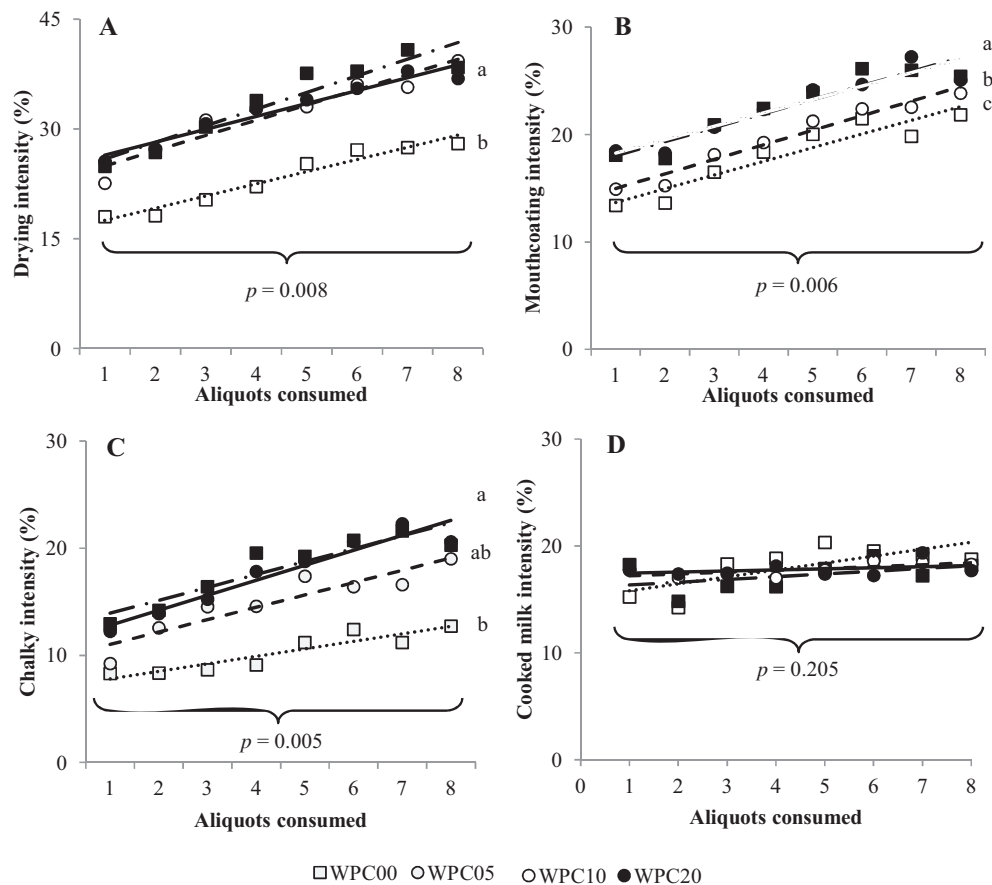 A
45
30
15
0
Drying intensity (%)
a
b
p = 0.008
1 2 3 4 5 6 7 8
Aliquots consumed
B
30
20
10
0
Mouthcoating intensity (%)
a
b
c
p = 0.006
1 2 3 4 5 6 7 8
Aliquots consumed
C
30
20
10
0
Chalky intensity (%)
a
ab
b
p = 0.005
1 2 3 4 5 6 7 8
Aliquots consumed
D
30
20
10
0
Cooked milk intensity (%)
p = 0.205
0 1 2 3 4 5 6 7 8
Aliquots consumed
WPC00 WPC05 WPC10 WPC20